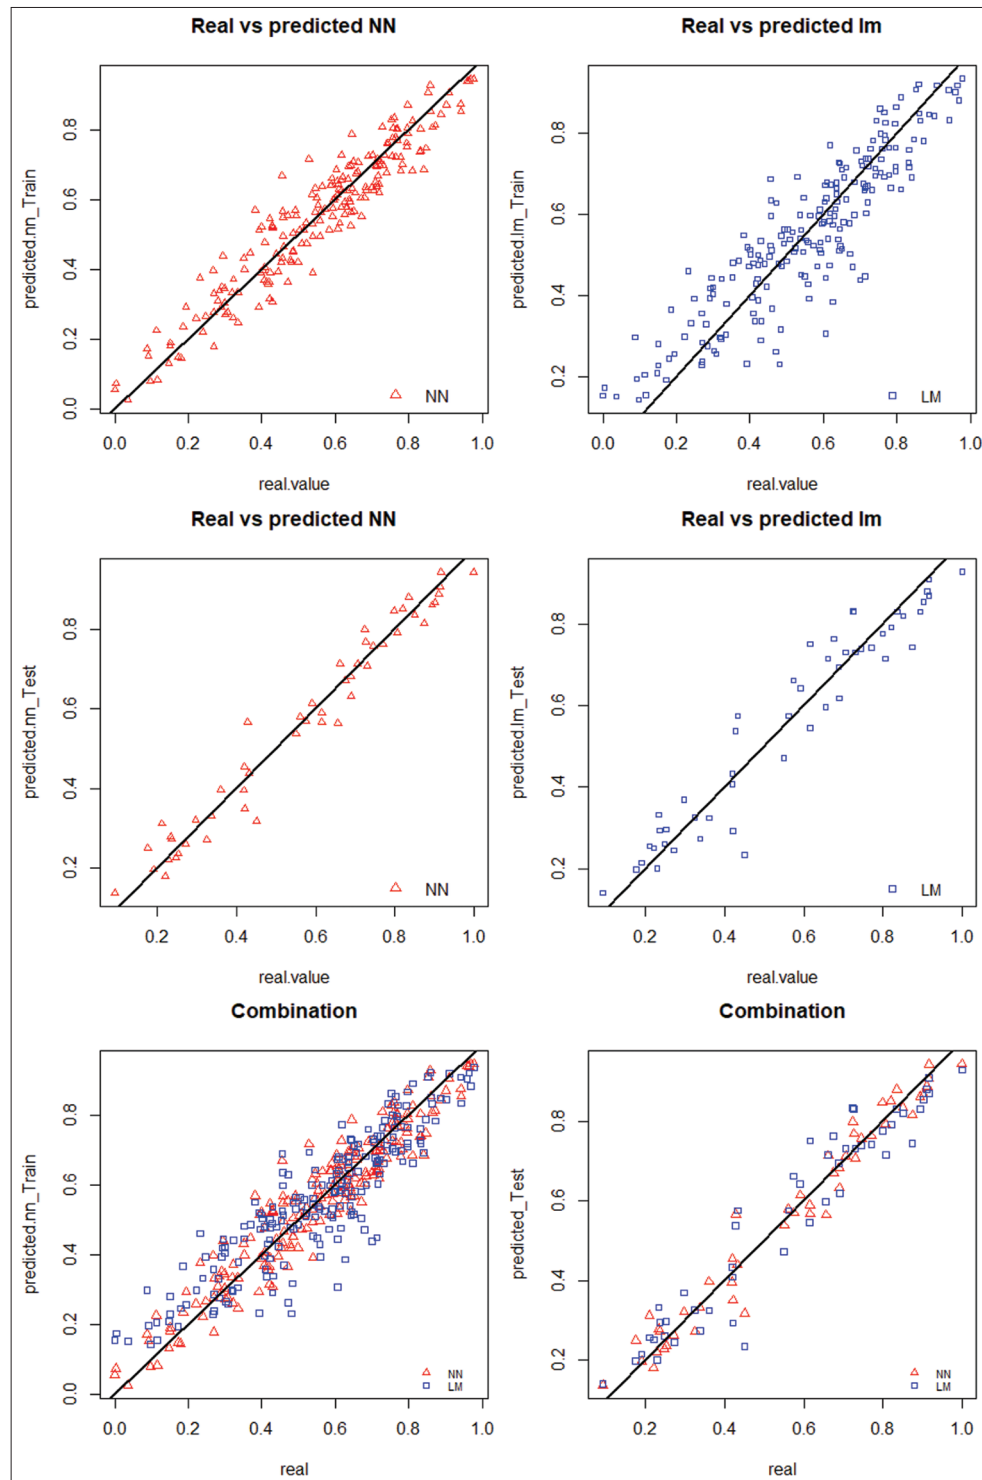 Real vs predicted NN
predicted.nn_Train
0.8
0.6
0.4
0.2
0.0
NN
0.0 0.2 0.4 0.6 0.8 1.0
real.value
Real vs predicted lm
predicted.lm_Train
0.8
0.6
0.4
0.2
LM
0.0 0.2 0.4 0.6 0.8 1.0
real.value
Real vs predicted NN
predicted.nn_Test
0.8
0.6
0.4
0.2
NN
0.2 0.4 0.6 0.8 1.0
real.value
Real vs predicted lm
predicted.lm_Test
0.8
0.6
0.4
0.2
LM
0.2 0.4 0.6 0.8 1.0
real.value
Combination
predicted.nn_Train
0.8
0.6
0.4
0.2
0.0
NN
LM
0.0 0.2 0.4 0.6 0.8 1.0
real
Combination
predicted_Test
0.8
0.6
0.4
0.2
NN
LM
0.2 0.4 0.6 0.8 1.0
real